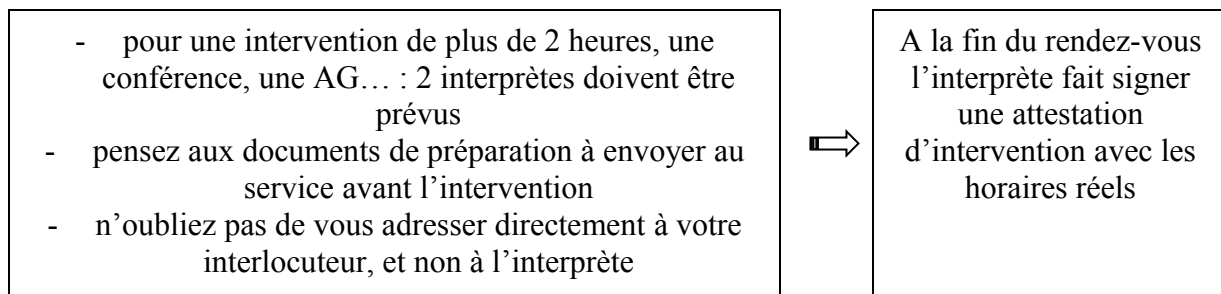 - pour une intervention de plus de 2 heures, une
conférence, une AG… : 2 interprètes doivent être
prévus
- pensez aux documents de préparation à envoyer au
service avant l’intervention
- n’oubliez pas de vous adresser directement à votre
interlocuteur, et non à l’interprète
A la fin du rendez-vous
l’interprète fait signer
une attestation
d’intervention avec les
horaires réels